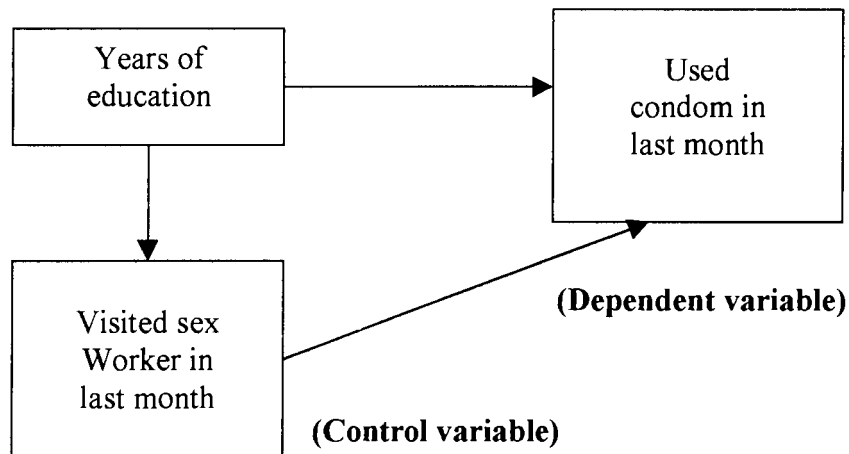 Years of
education
Used
condom in
last month
Visited sex
Worker in
last month
(Dependent variable)
(Control variable)